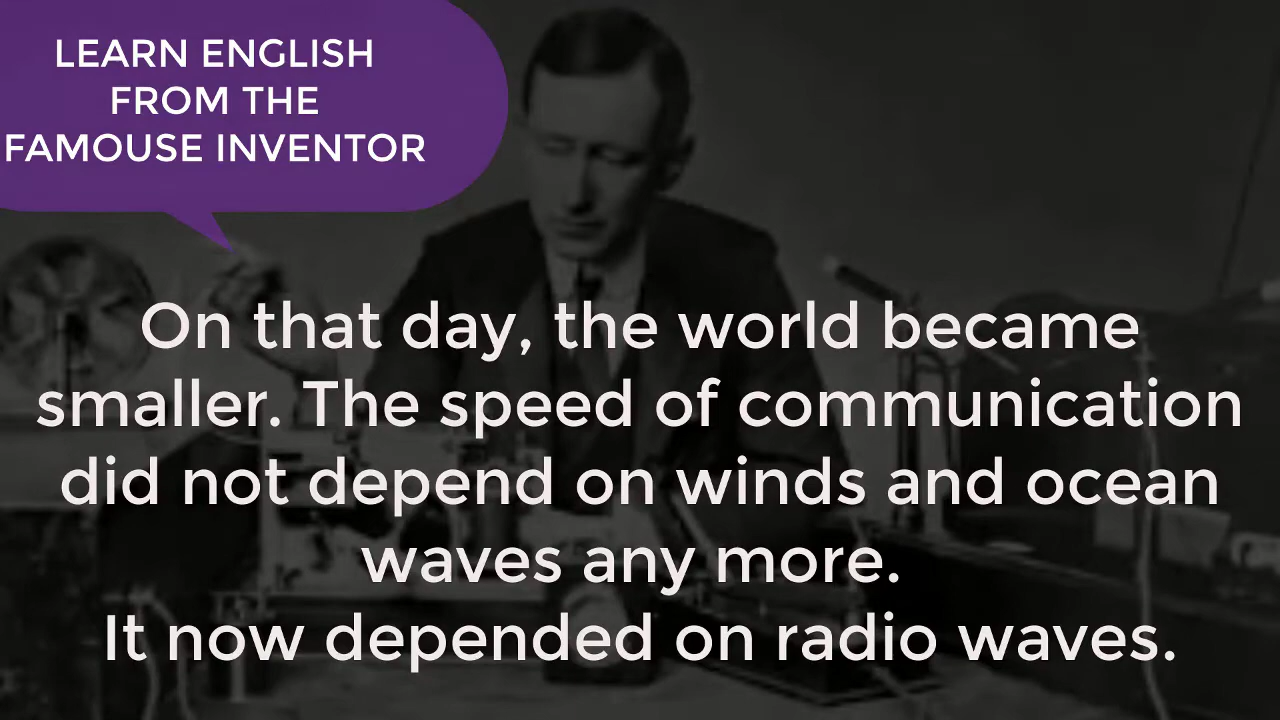 LEARN ENGLISH
FROM THE
FAMOUSE INVENTOR
On that day, the world became
smaller. The speed of communication
did not depend on winds and ocean
waves any more.
It now depended on radio waves.